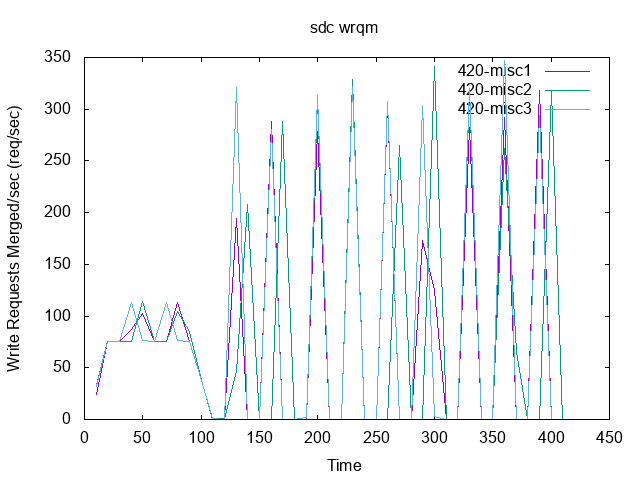 sdc wrqm
Write Requests Merged/sec (req/sec)
350
300
250
200
150
100
50
0
420-misc1
420-misc2
420-misc3
0 50 100 150 200 250 300 350 400 450
Time